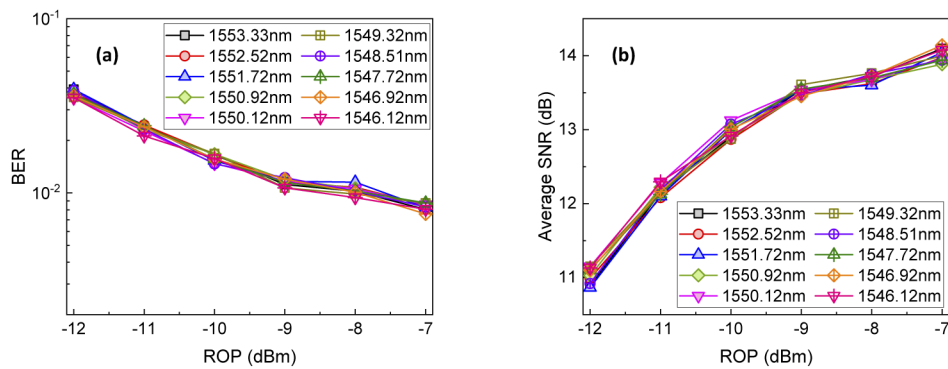 10⁻¹
(a)
1553.33nm 1549.32nm
1552.52nm 1548.51nm
1551.72nm 1547.72nm
1550.92nm 1546.92nm
1550.12nm 1546.12nm
BER
10⁻²
-12 -11 -10 -9 -8 -7
ROP (dBm)
(b)
14
13
12
11
Average SNR (dB)
1553.33nm 1549.32nm
1552.52nm 1548.51nm
1551.72nm 1547.72nm
1550.92nm 1546.92nm
1550.12nm 1546.12nm
-12 -11 -10 -9 -8 -7
ROP (dBm)